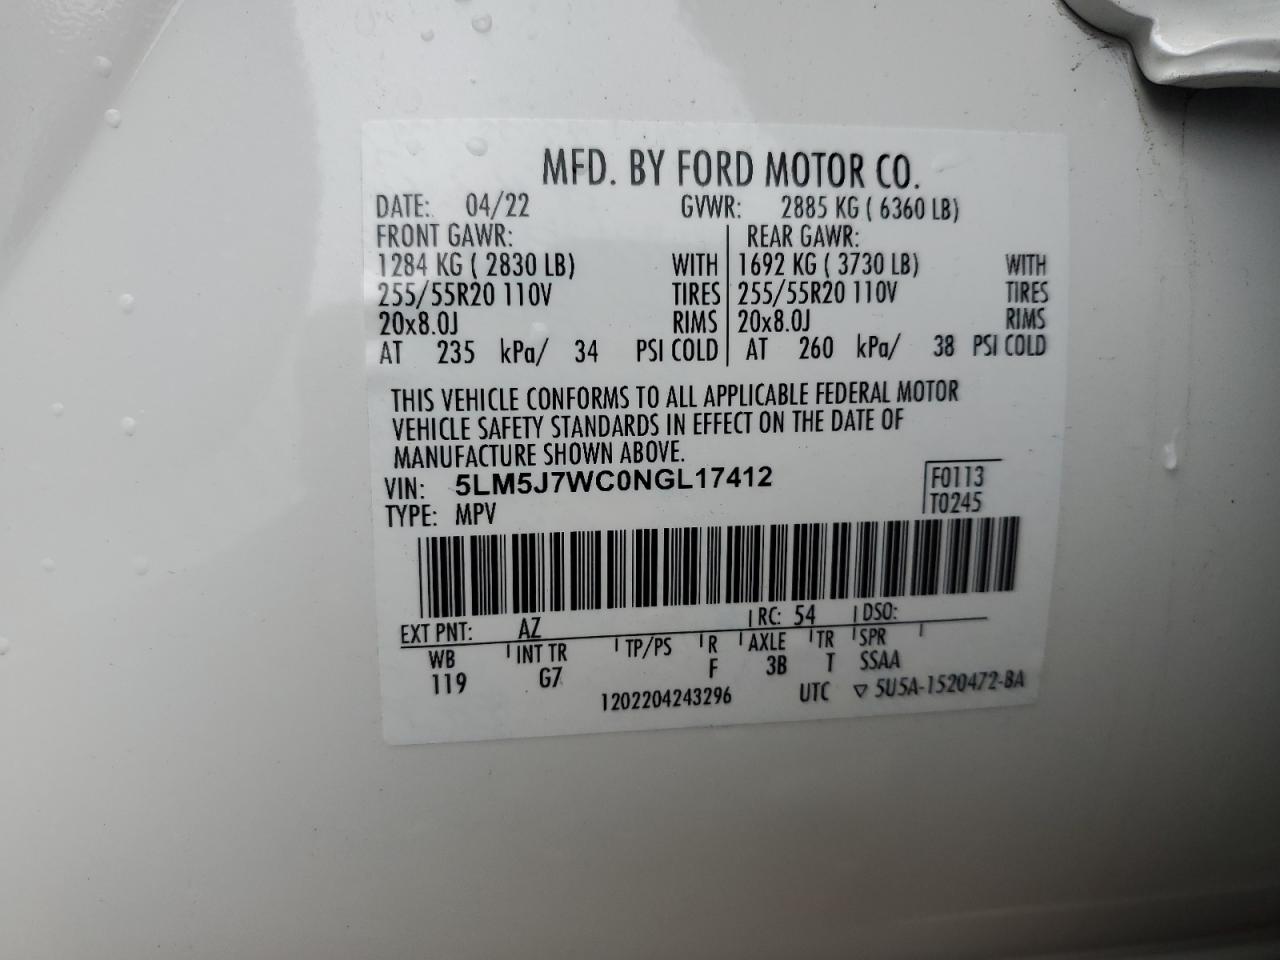 MFD. BY FORD MOTOR CO.
DATE: 04/22 GVWR: 2885 KG ( 6360 LB)
FRONT GAWR: REAR GAWR:
1284 KG ( 2830 LB) WITH 1692 KG ( 3730 LB) WITH
255/55R20 110V TIRES 255/55R20 110V TIRES
20x8.0J RIMS 20x8.0J RIMS
AT 235 kPa/ 34 PSI COLD AT 260 kPa/ 38 PSI COLD
THIS VEHICLE CONFORMS TO ALL APPLICABLE FEDERAL MOTOR
VEHICLE SAFETY STANDARDS IN EFFECT ON THE DATE OF
MANUFACTURE SHOWN ABOVE.
VIN: 5LM5J7WC0NGL17412 F0113
TYPE: MPV T0245
EXT PNT: AZ RC: 54 DSO:
WB INT TR TP/PS R AXLE TR SPR
119 G7 F 3B T SSAA
1202204243296 UTC ▽ 5U5A-1520472-BA